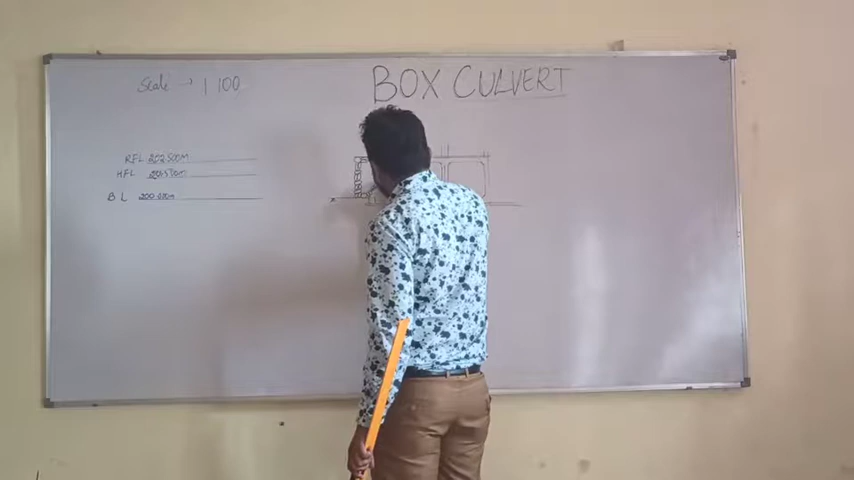 Scale → 1 100
BOX CULVERT
RFL 202.500M
HFL
B L 200.000m